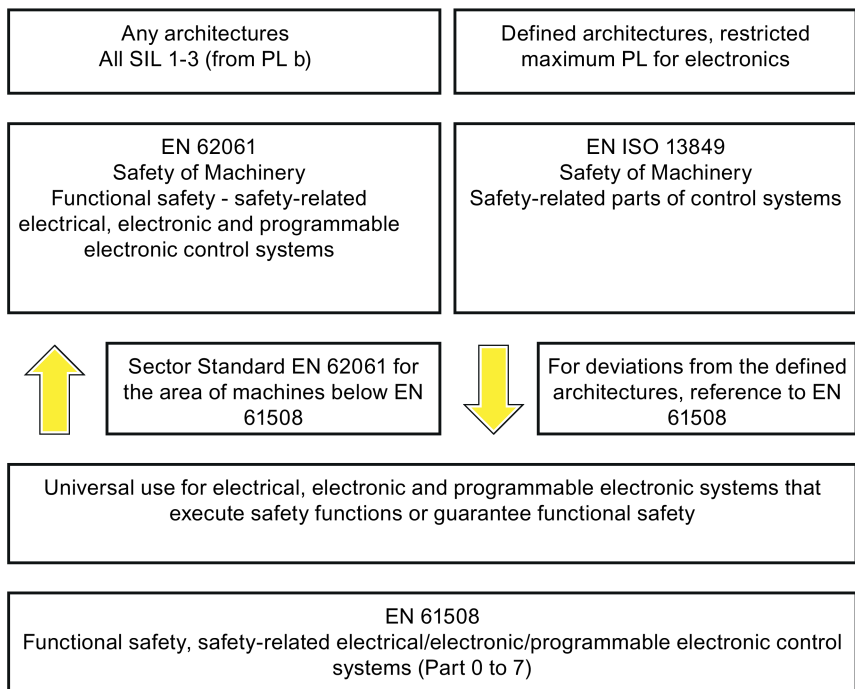 Any architectures
All SIL 1-3 (from PL b)
Defined architectures, restricted
maximum PL for electronics
EN 62061
Safety of Machinery
Functional safety - safety-related
electrical, electronic and programmable
electronic control systems
EN ISO 13849
Safety of Machinery
Safety-related parts of control systems
Sector Standard EN 62061 for
the area of machines below EN
61508
For deviations from the defined
architectures, reference to EN
61508
Universal use for electrical, electronic and programmable electronic systems that
execute safety functions or guarantee functional safety
EN 61508
Functional safety, safety-related electrical/electronic/programmable electronic control
systems (Part 0 to 7)